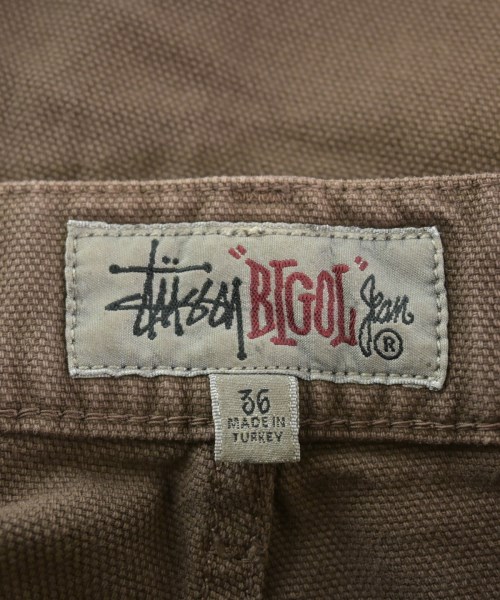 Stüssy "BIGOL" Jean ®
36
MADE IN
TURKEY